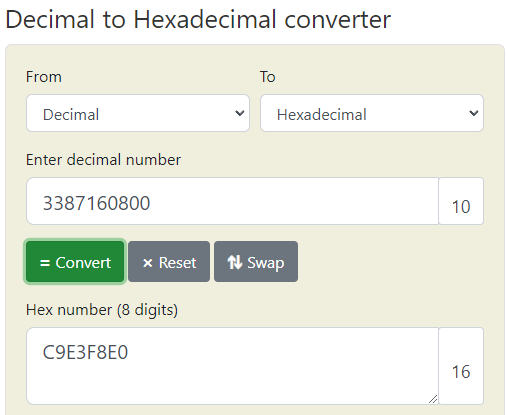 Decimal to Hexadecimal converter
From To
Decimal Hexadecimal
Enter decimal number
3387160800 10
= Convert × Reset ⇅ Swap
Hex number (8 digits)
C9E3F8E0 16